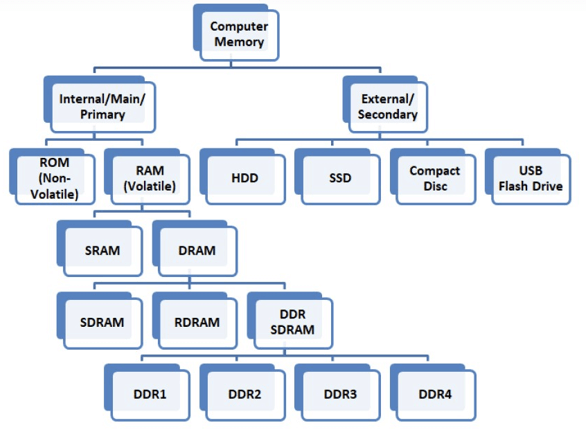 Computer
Memory
Internal/Main/
Primary
External/
Secondary
ROM
(Non-
Volatile)
RAM
(Volatile)
HDD
SSD
Compact
Disc
USB
Flash Drive
SRAM
DRAM
SDRAM
RDRAM
DDR
SDRAM
DDR1
DDR2
DDR3
DDR4